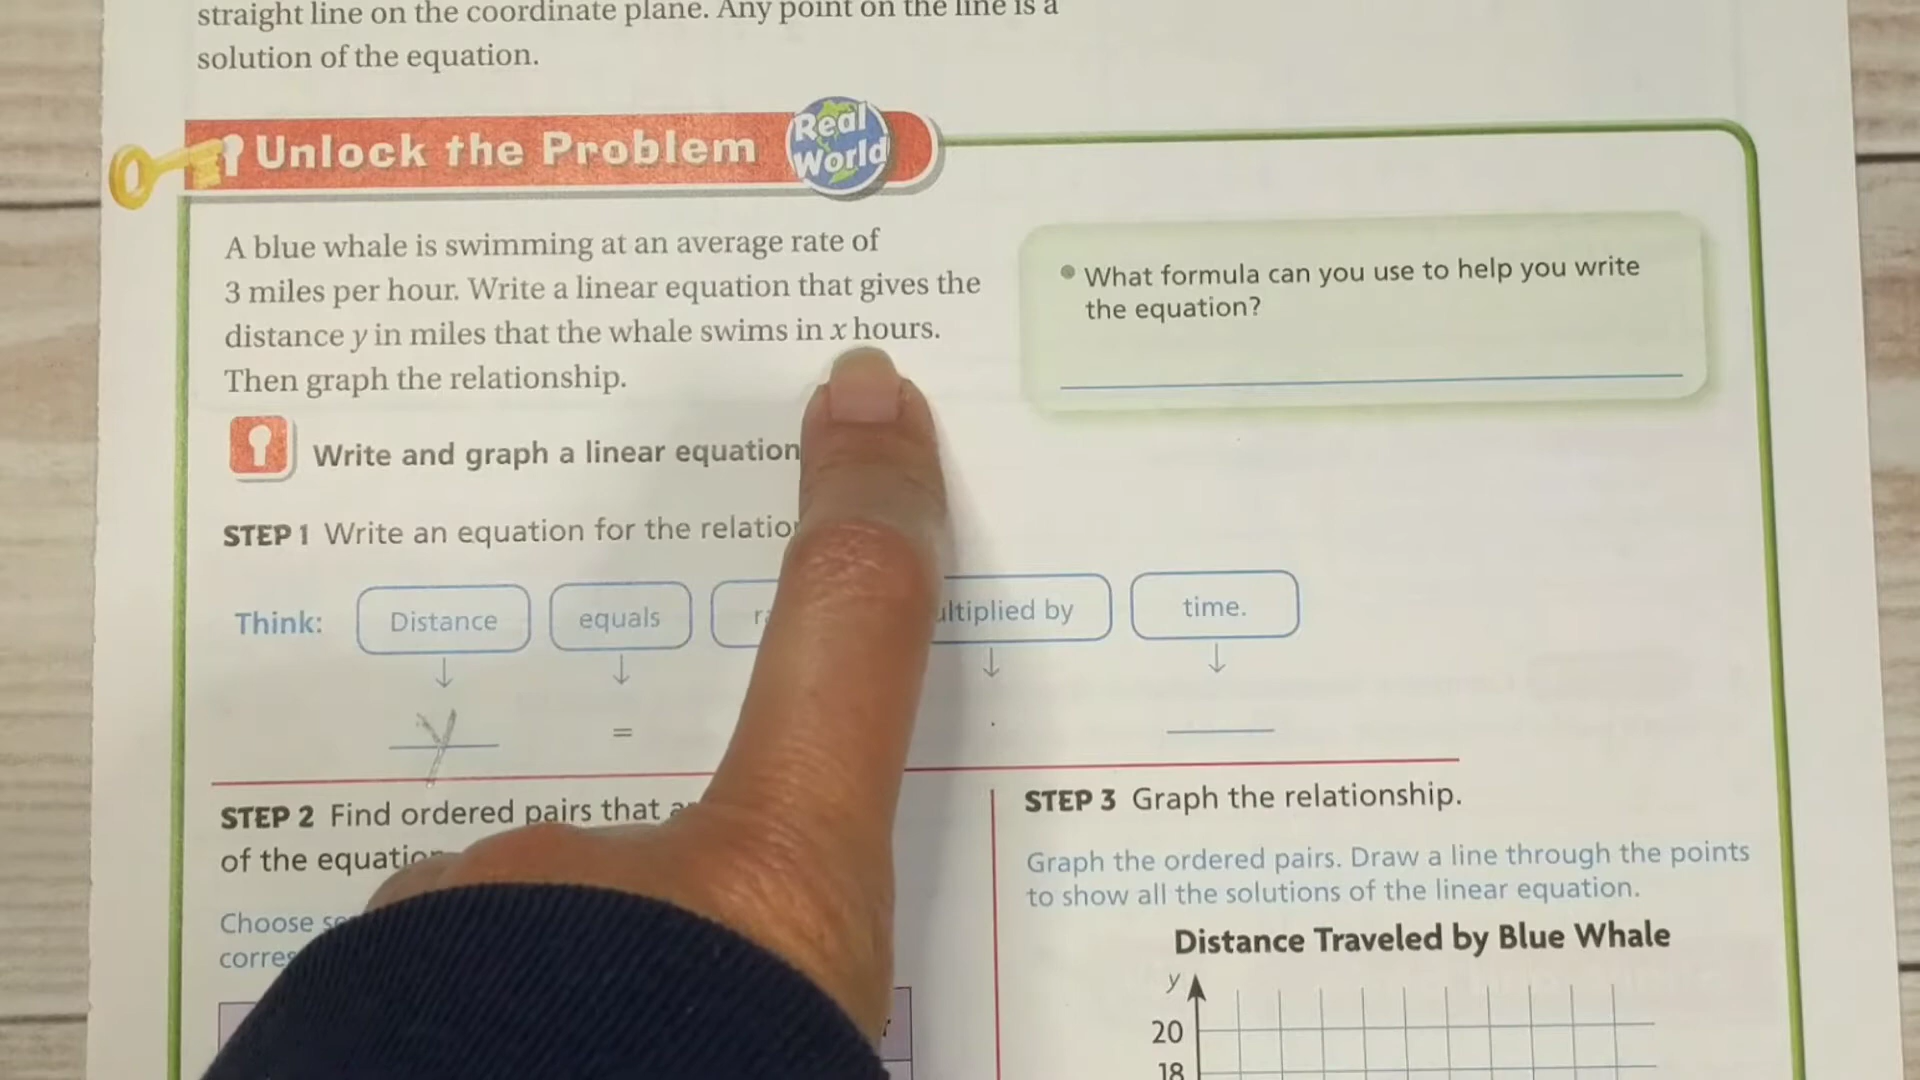 straight line on the coordinate plane. Any point on the line is a
solution of the equation.
Unlock the Problem
Real
World
A blue whale is swimming at an average rate of
3 miles per hour. Write a linear equation that gives the
distance y in miles that the whale swims in x hours.
Then graph the relationship.
• What formula can you use to help you write
the equation?
Write and graph a linear equation
STEP 1 Write an equation for the
Think: Distance equals by time.
y = ·
STEP 2 Find ordered pairs that
of the
Choose
STEP 3 Graph the relationship.
Graph the ordered pairs. Draw a line through the points
to show all the solutions of the linear equation.
Distance Traveled by Blue Whale
y
20
18